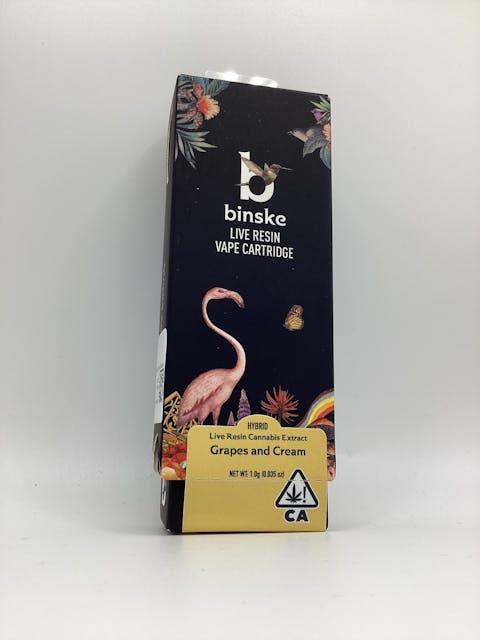 b
binske
LIVE RESIN
VAPE CARTRIDGE
HYBRID
Live Resin Cannabis Extract
Grapes and Cream
NET WT: 1.0g (0.035 oz)
!
CA